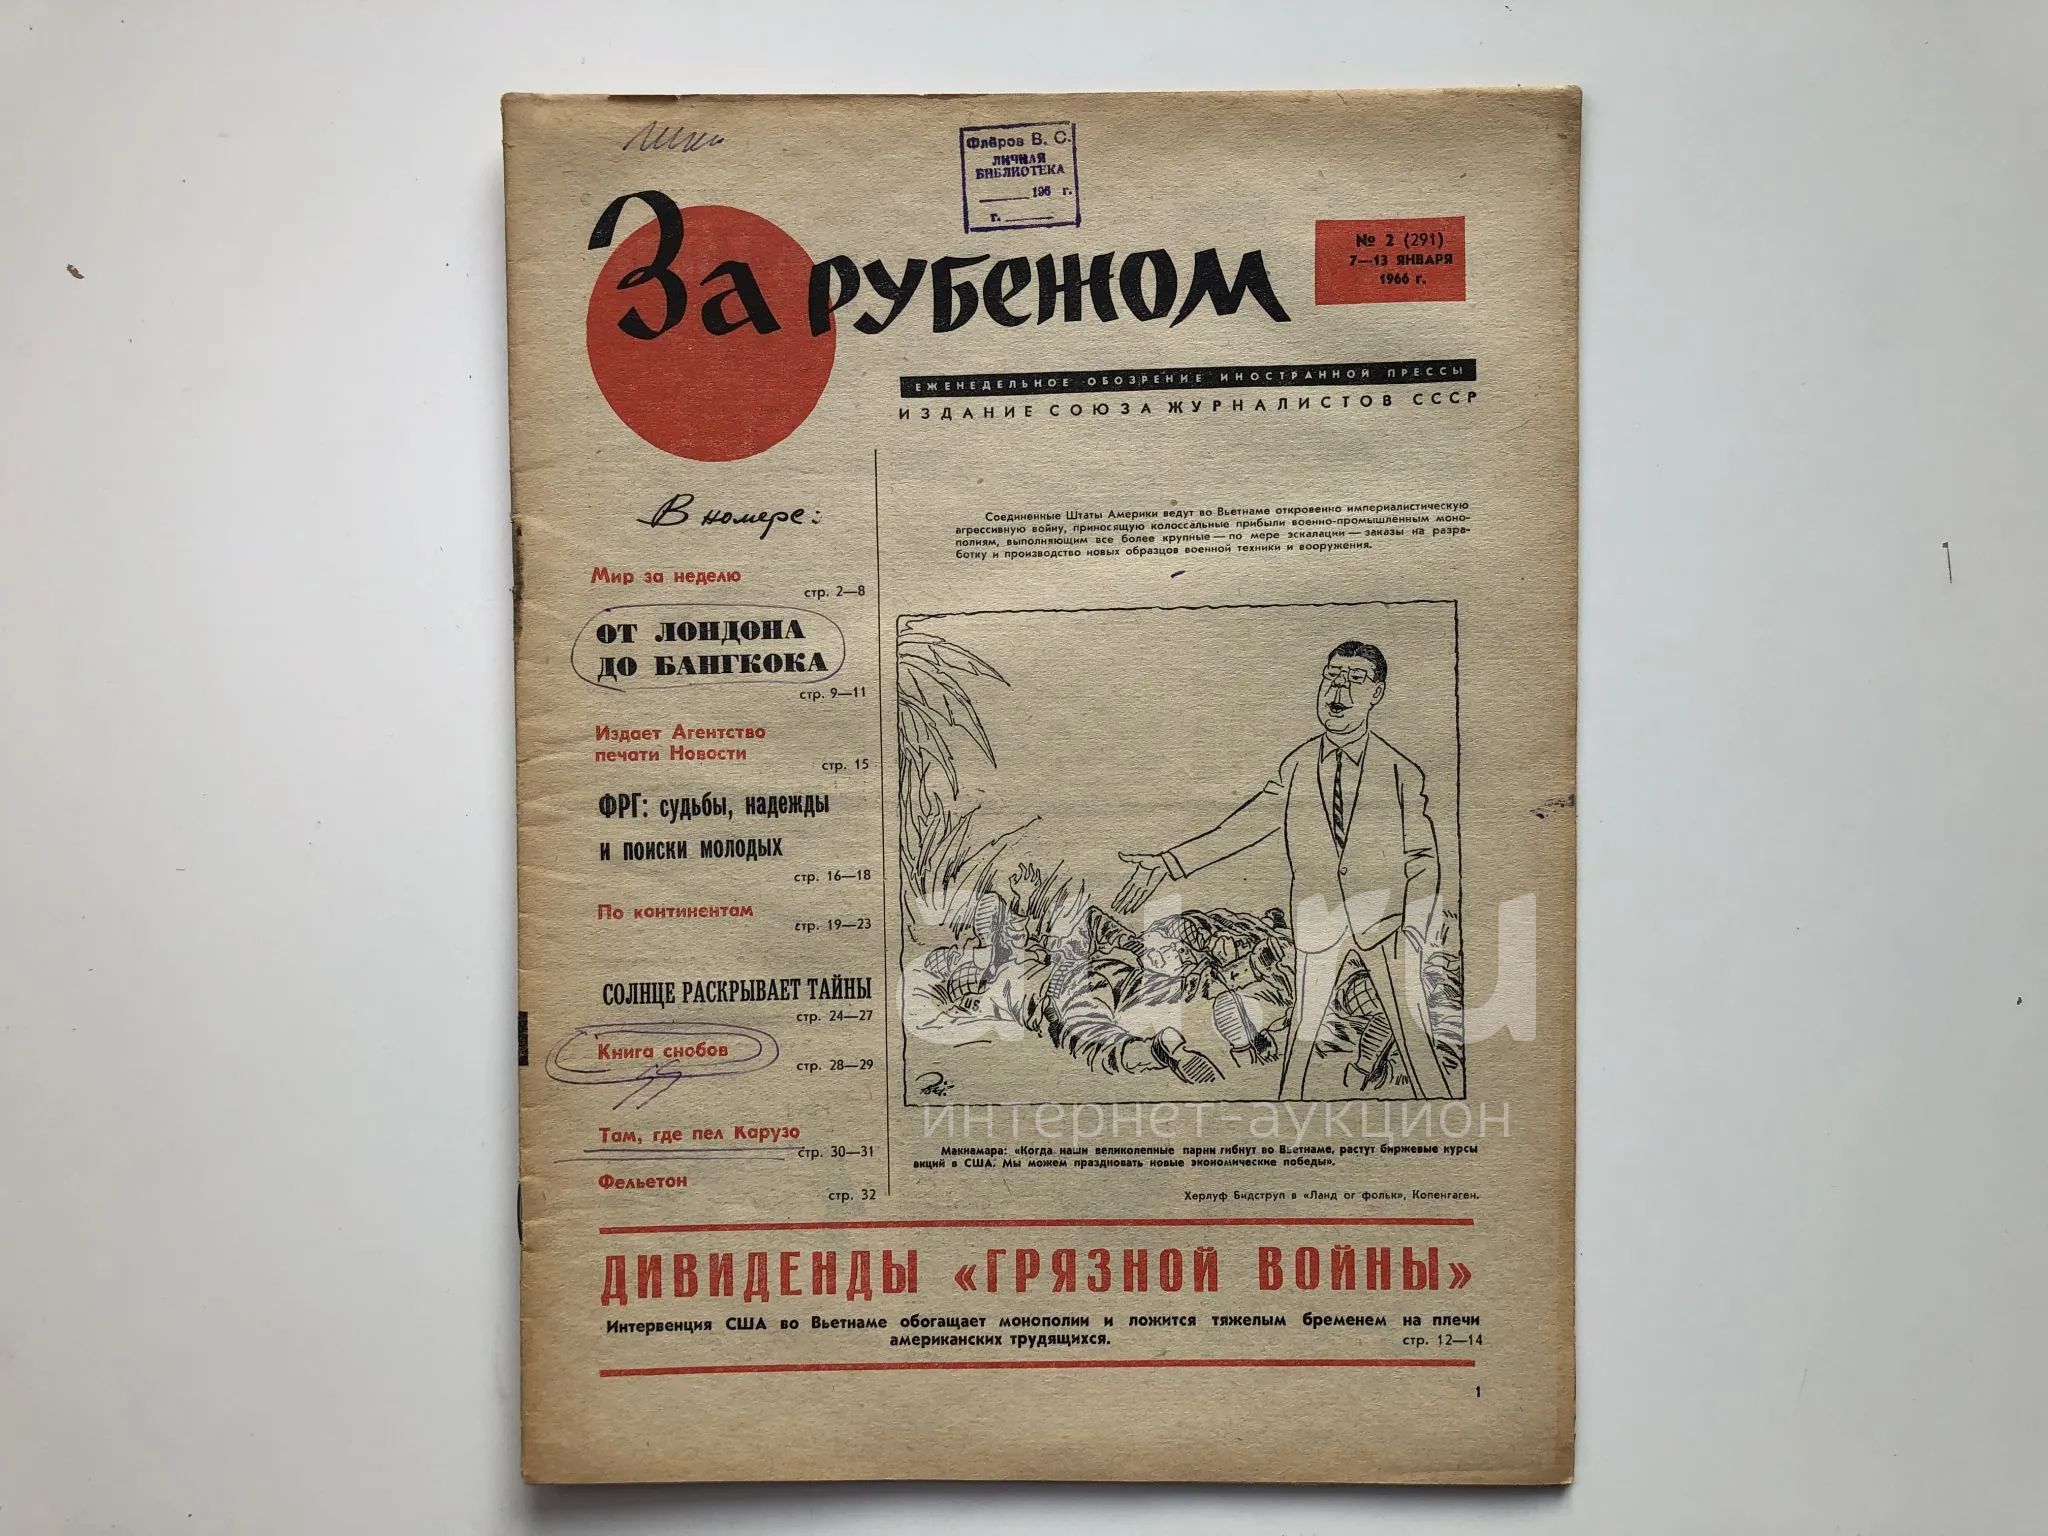 Флёров В. С.
ЛИЧНАЯ
БИБЛИОТЕКА
196 г.
г.
За рубежом
№ 2 (291)
7—13 ЯНВАРЯ
1966 г.
ЕЖЕНЕДЕЛЬНОЕ ОБОЗРЕНИЕ ИНОСТРАННОЙ ПРЕССЫ
ИЗДАНИЕ СОЮЗА ЖУРНАЛИСТОВ СССР
В номере:
Мир за неделю
стр. 2—8
ОТ ЛОНДОНА
ДО БАНГКОКА
стр. 9—11
Издает Агентство
печати Новости
стр. 15
ФРГ: судьбы, надежды
и поиски молодых
стр. 16—18
По континентам
стр. 19—23
СОЛНЦЕ РАСКРЫВАЕТ ТАЙНЫ
стр. 24—27
Книга снобов
стр. 28—29
Там, где пел Карузо
стр. 30—31
Фельетон
стр. 32
Соединенные Штаты Америки ведут во Вьетнаме откровенно империалистическую
агрессивную войну, приносящую колоссальные прибыли военно-промышленным моно-
полиям, выполняющим все более крупные — по мере эскалации — заказы на разра-
ботку и производство новых образцов военной техники и вооружения.
US.
au.ru
интернет-аукцион
Макнамара: «Когда наши великолепные парни гибнут во Вьетнаме, растут биржевые курсы
акций в США. Мы можем праздновать новые экономические победы».
Херлуф Бидструп в «Ланд ог фольк», Копенгаген.
ДИВИДЕНДЫ «ГРЯЗНОЙ ВОЙНЫ»
Интервенция США во Вьетнаме обогащает монополии и ложится тяжелым бременем на плечи
американских трудящихся.
стр. 12—14
1